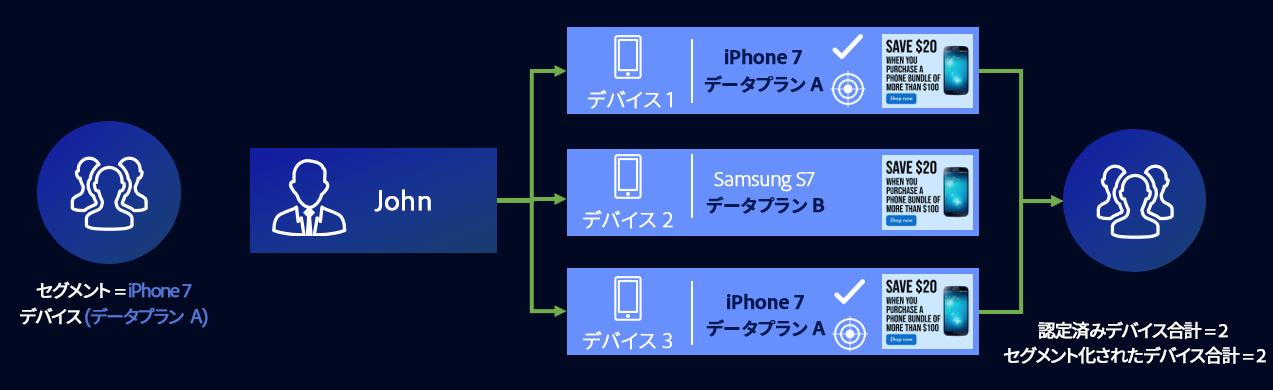 セグメント = iPhone 7
デバイス (データプラン A)
John
デバイス 1
iPhone 7
データプラン A
SAVE $20
WHEN YOU
PURCHASE A
PHONE BUNDLE OF
MORE THAN $100
Shop now
デバイス 2
Samsung S7
データプラン B
SAVE $20
WHEN YOU
PURCHASE A
PHONE BUNDLE OF
MORE THAN $100
Shop now
デバイス 3
iPhone 7
データプラン A
SAVE $20
WHEN YOU
PURCHASE A
PHONE BUNDLE OF
MORE THAN $100
Shop now
認定済みデバイス合計 = 2
セグメント化されたデバイス合計 = 2